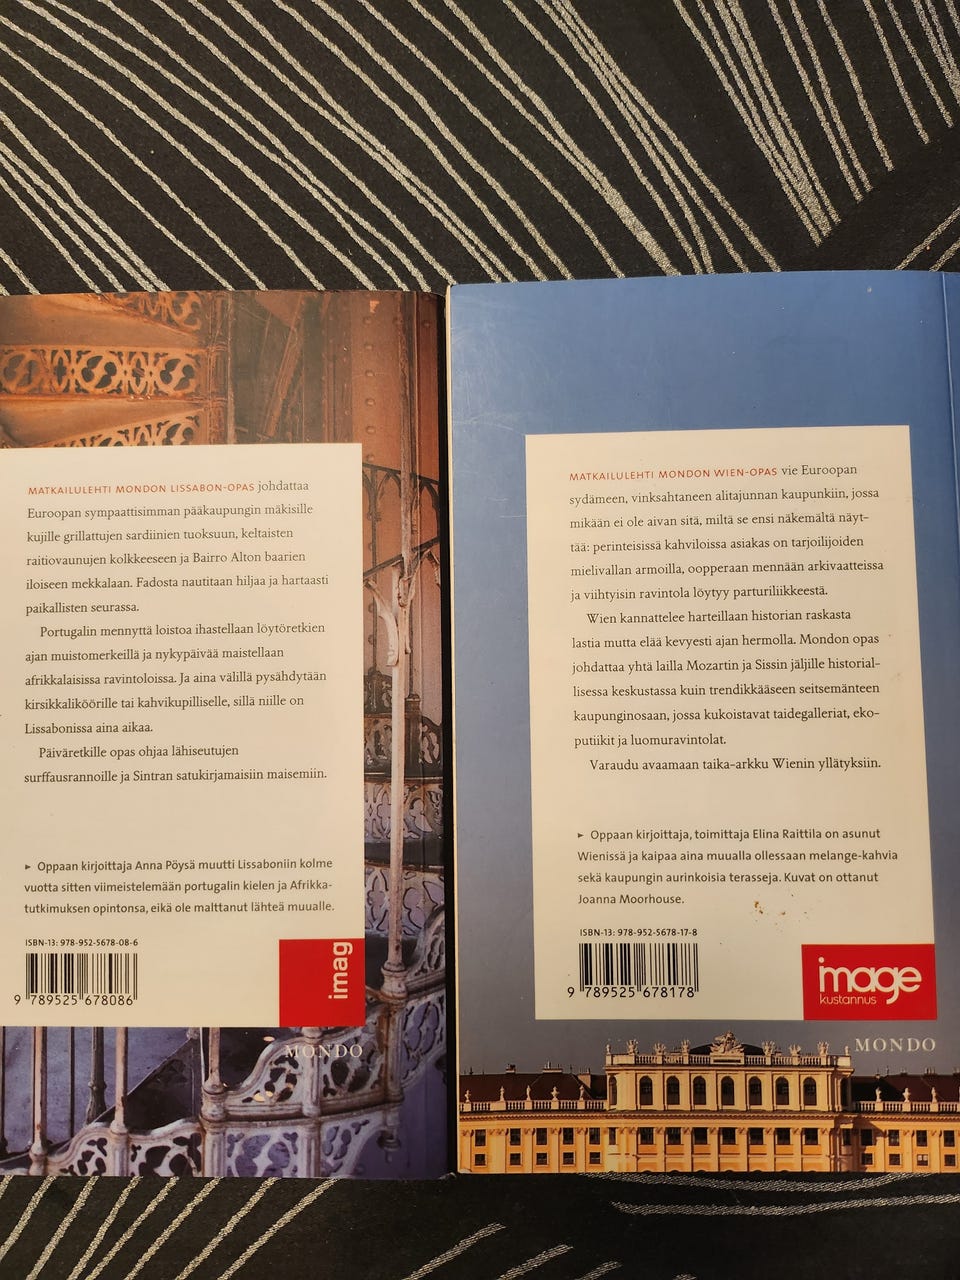 MATKAILULEHTI MONDON LISSABON-OPAS johdattaa
Euroopan sympaattisimman pääkaupungin mäkisille
kujille grillattujen sardiinien tuoksuun, keltaisten
raitiovaunujen kolkkeeseen ja Bairro Alton baarien
iloiseen mekkalaan. Fadosta nautitaan hiljaa ja hartaasti
paikallisten seurassa.
Portugalin mennyttä loistoa ihastellaan löytöretkien
ajan muistomerkeillä ja nykypäivää maistellaan
afrikkalaisissa ravintoloissa. Ja aina välillä pysähdytään
kirsikkaliköörille tai kahvikupilliselle, sillä niille on
Lissabonissa aina aikaa.
Päiväretkille opas ohjaa lähiseutujen
surffausrannoille ja Sintran satukirjamaisiin maisemiin.
► Oppaan kirjoittaja Anna Pöysä muutti Lissaboniin kolme
vuotta sitten viimeistelemään portugalin kielen ja Afrikka-
tutkimuksen opintonsa, eikä ole malttanut lähteä muualle.
ISBN-13: 978-952-5678-08-6
9 789525 678086
imag
MONDO
MATKAILULEHTI MONDON WIEN-OPAS vie Euroopan
sydämeen, vinksahtaneen alitajunnan kaupunkiin, jossa
mikään ei ole aivan sitä, miltä se ensi näkemältä näyt-
tää: perinteisissä kahviloissa asiakas on tarjoilijoiden
mielivallan armoilla, oopperaan mennään arkivaatteissa
ja viihtyisin ravintola löytyy parturiliikkeestä.
Wien kannattelee harteillaan historian raskasta
lastia mutta elää kevyesti ajan hermolla. Mondon opas
johdattaa yhtä lailla Mozartin ja Sissin jäljille historial-
lisessa keskustassa kuin trendikkääseen seitsemänteen
kaupunginosaan, jossa kukoistavat taidegalleriat, eko-
putiikit ja luomuravintolat.
Varaudu avaamaan taika-arkku Wienin yllätyksiin.
► Oppaan kirjoittaja, toimittaja Elina Raittila on asunut
Wienissä ja kaipaa aina muualla ollessaan melange-kahvia
sekä kaupungin aurinkoisia terasseja. Kuvat on ottanut
Joanna Moorhouse.
ISBN-13: 978-952-5678-17-8
9 789525 678178
image
kustannus
MONDO